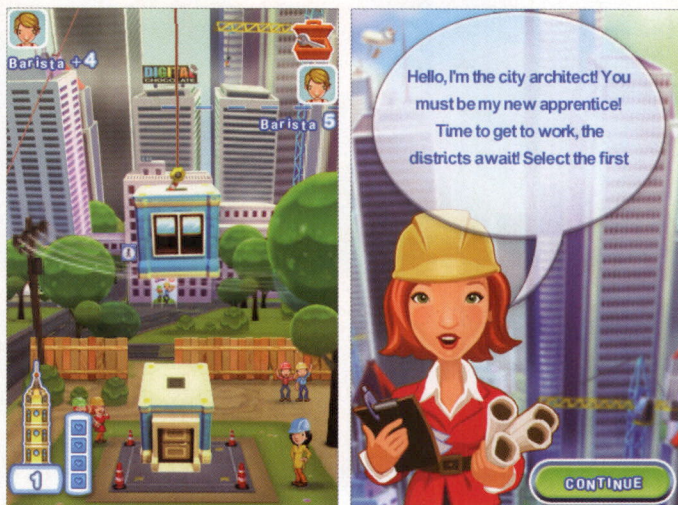 Barista +4
DIGITAL
CHOCOLATE
Barista 5
1
Hello, I'm the city architect! You
must be my new apprentice!
Time to get to work, the
districts await! Select the first
CONTINUE